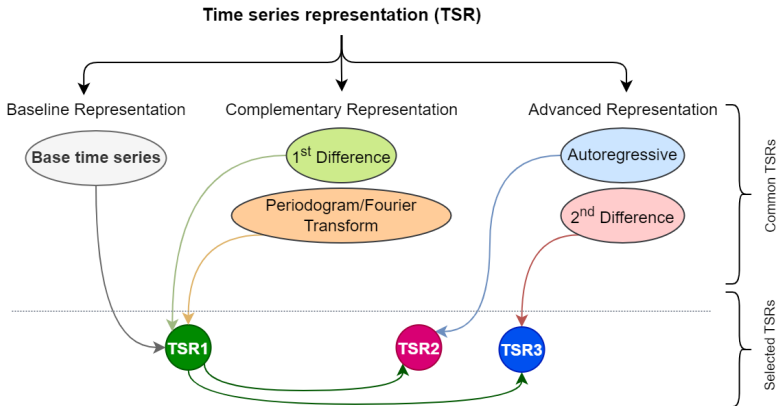 Time series representation (TSR)
Baseline Representation
Complementary Representation
Advanced Representation
Base time series
1st Difference
Autoregressive
Periodogram/Fourier
Transform
2nd Difference
Common TSRs
TSR1
TSR2
TSR3
Selected TSRs